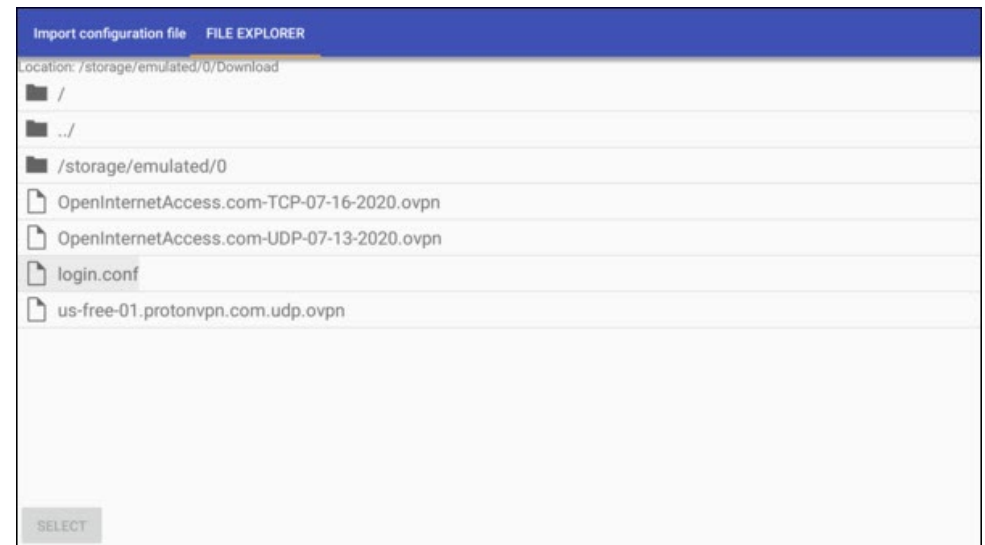 Import configuration file FILE EXPLORER
Location: /storage/emulated/0/Download
/
../
/storage/emulated/0
OpenInternetAccess.com-TCP-07-16-2020.ovpn
OpenInternetAccess.com-UDP-07-13-2020.ovpn
login.conf
us-free-01.protonvpn.com.udp.ovpn
SELECT